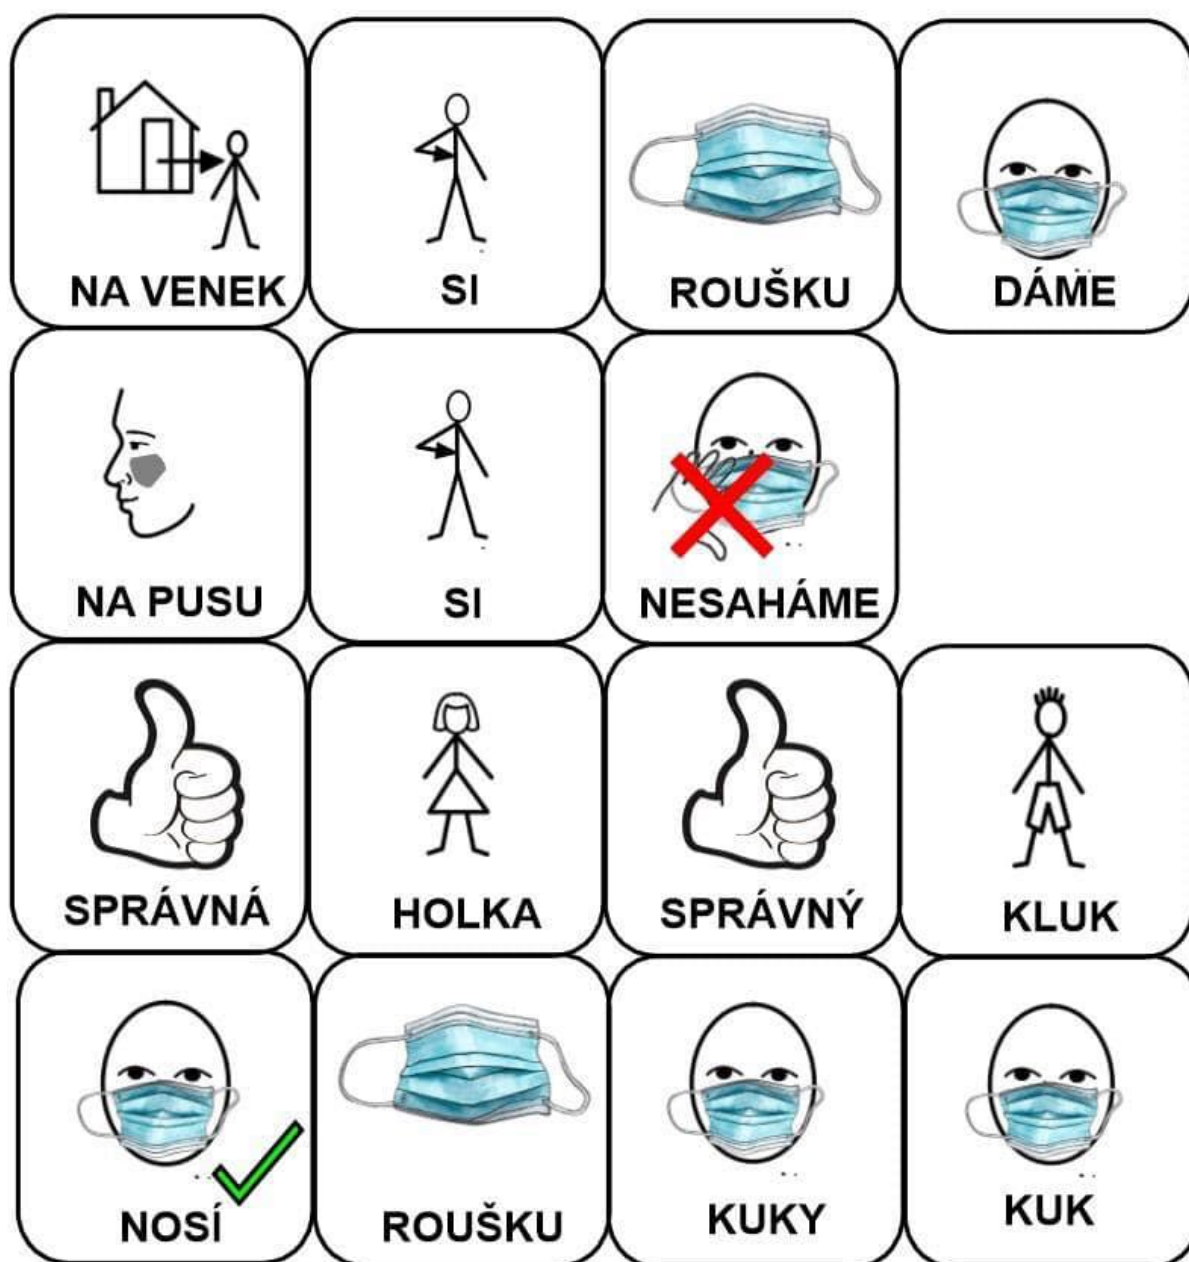 NA VENEK SI ROUŠKU DÁME
NA PUSU SI NESAHÁME
SPRÁVNÁ HOLKA SPRÁVNÝ KLUK
NOSÍ ROUŠKU KUKY KUK